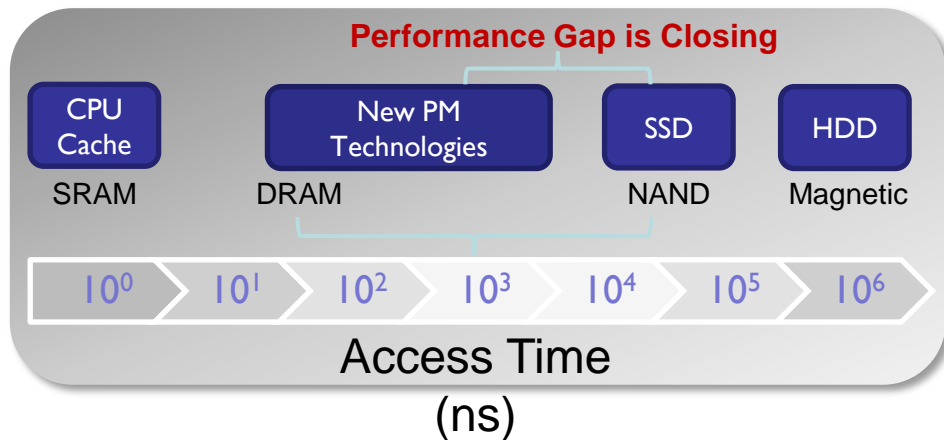 Performance Gap is Closing
CPU
Cache
New PM
Technologies
SSD
HDD
SRAM
DRAM
NAND
Magnetic
10⁰ 10¹ 10² 10³ 10⁴ 10⁵ 10⁶
Access Time
(ns)